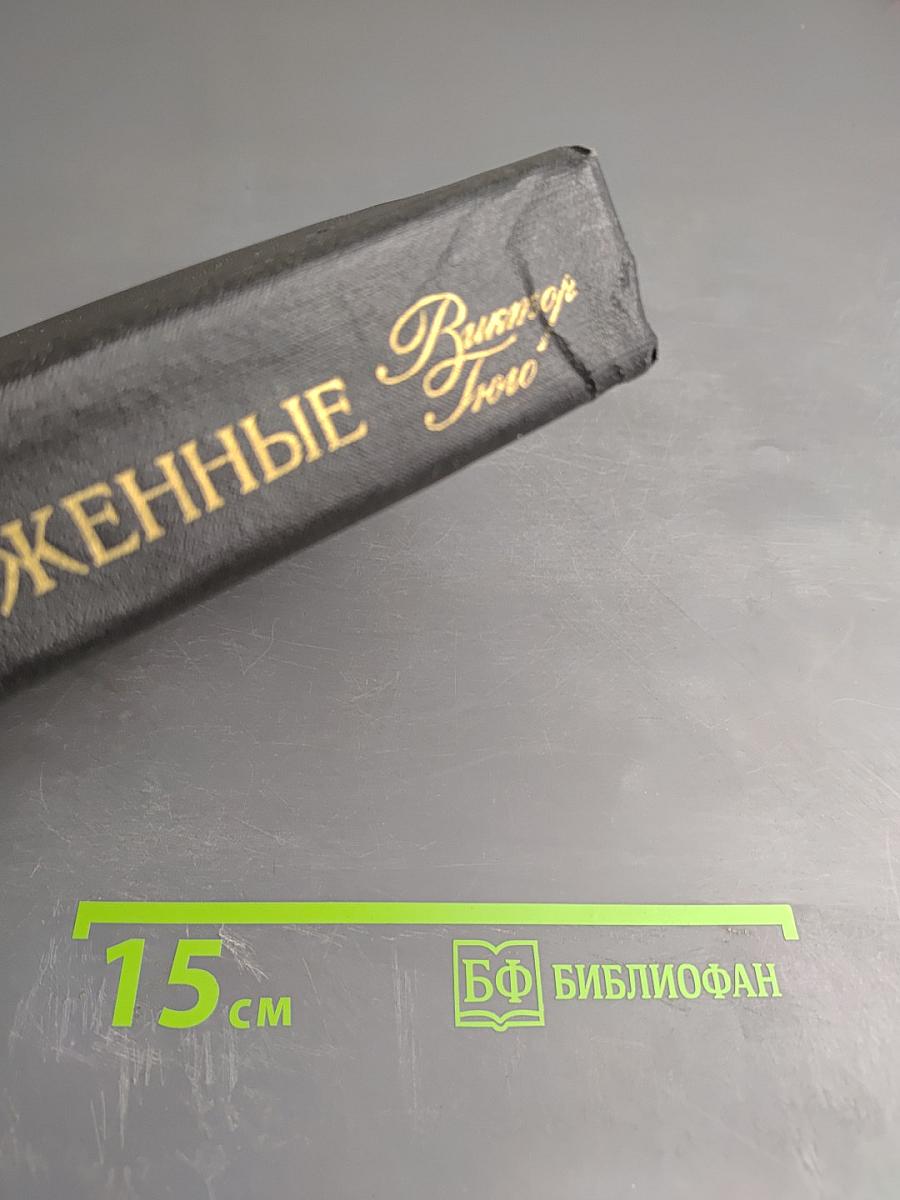 ЖЕННЫЕ
Виктор
Гюго
15 см
БФ БИБЛИОФАН